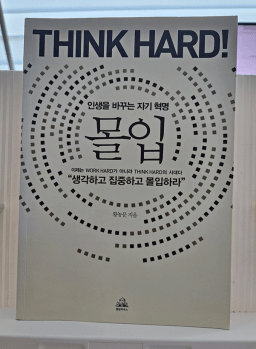 THINK HARD!
인생을 바꾸는 자기 혁명
몰입
이제는 WORK HARD가 아니라 THINK HARD의 시대다
"생각하고 집중하고 몰입하라"
황농문 지음